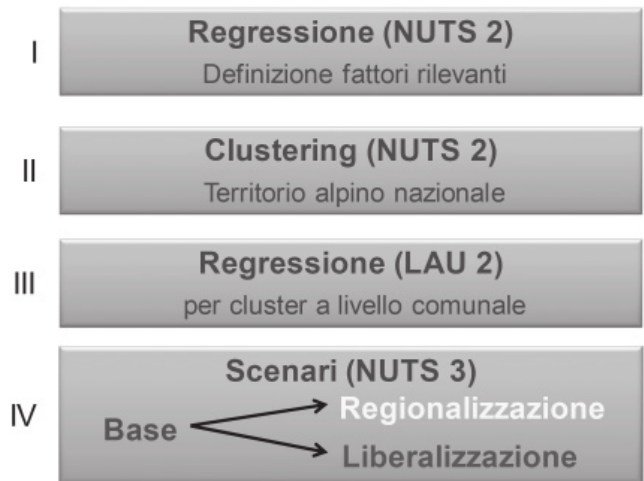 I
Regressione (NUTS 2)
Definizione fattori rilevanti
II
Clustering (NUTS 2)
Territorio alpino nazionale
III
Regressione (LAU 2)
per cluster a livello comunale
IV
Scenari (NUTS 3)
Base
Regionalizzazione
Liberalizzazione